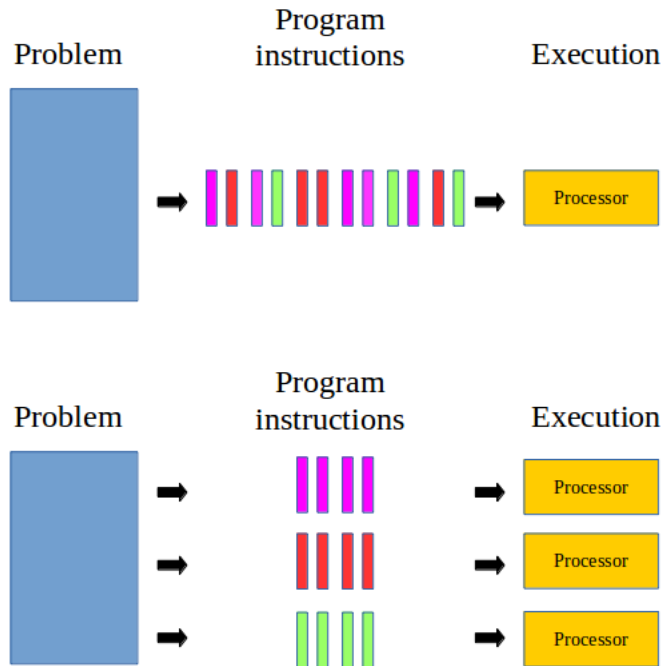 Problem
Program
instructions
Execution
Processor
Problem
Program
instructions
Execution
Processor
Processor
Processor